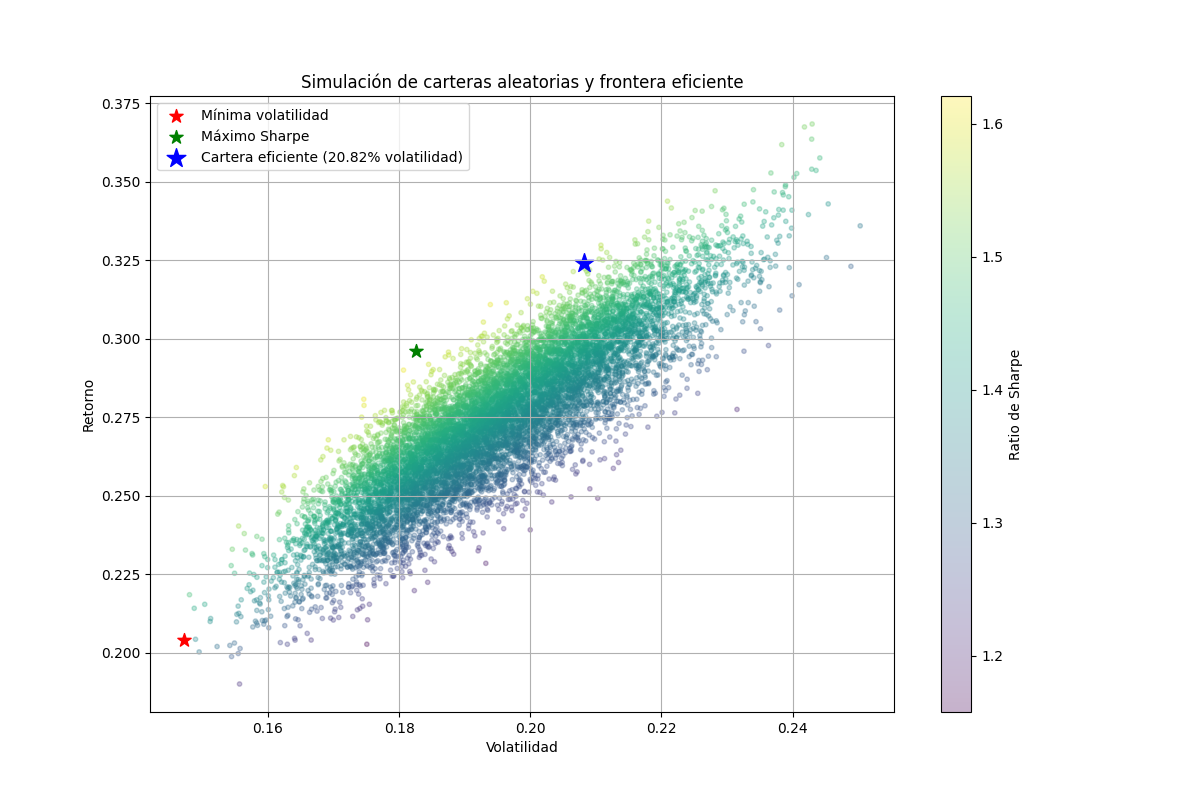 Simulación de carteras aleatorias y frontera eficiente
Mínima volatilidad
Máximo Sharpe
Cartera eficiente (20.82% volatilidad)
0.375
0.350
0.325
0.300
0.275
0.250
0.225
0.200
Retorno
0.16
0.18
0.20
0.22
0.24
Volatilidad
1.6
1.5
1.4
1.3
1.2
Ratio de Sharpe